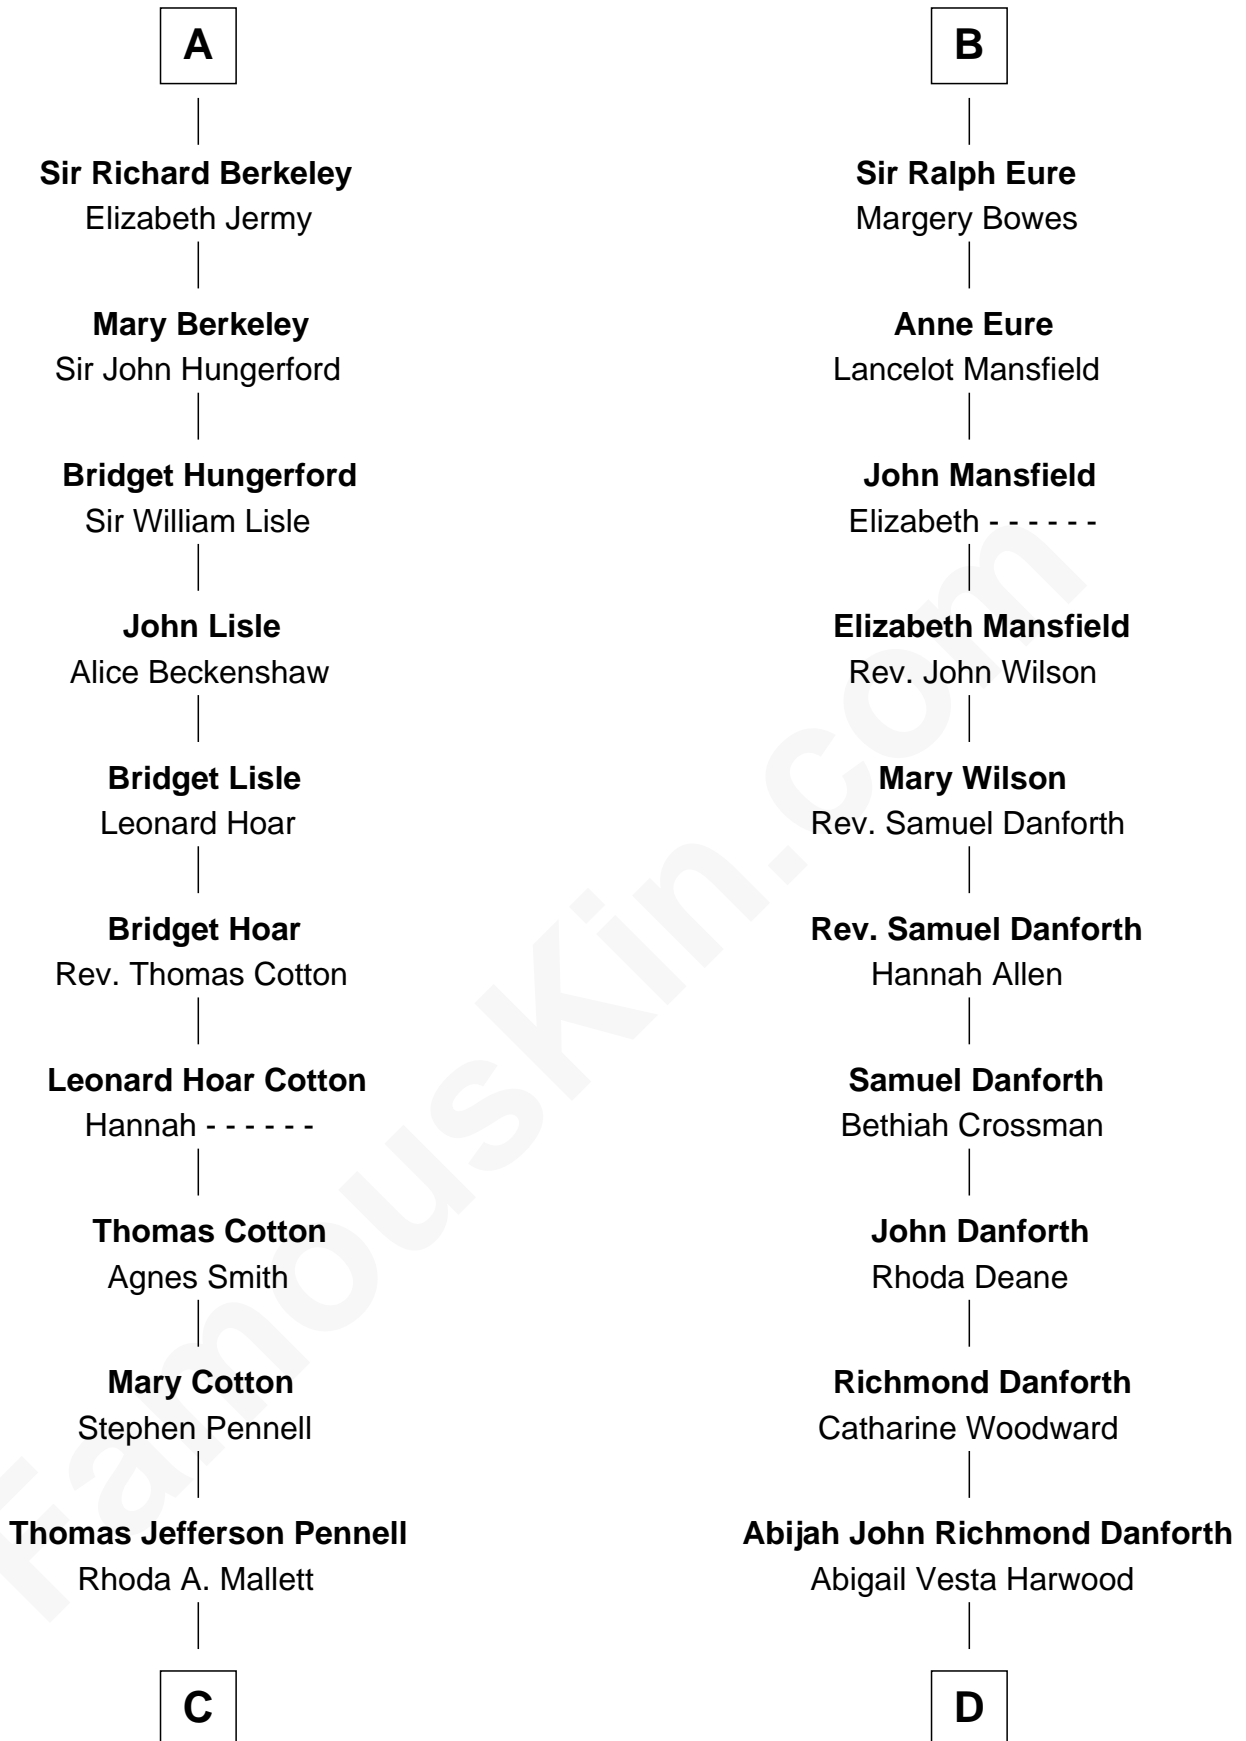 A
Sir Richard Berkeley
Elizabeth Jermy
Mary Berkeley
Sir John Hungerford
Bridget Hungerford
Sir William Lisle
John Lisle
Alice Beckenshaw
Bridget Lisle
Leonard Hoar
Bridget Hoar
Rev. Thomas Cotton
Leonard Hoar Cotton
Hannah - - - - - -
Thomas Cotton
Agnes Smith
Mary Cotton
Stephen Pennell
Thomas Jefferson Pennell
Rhoda A. Mallett
C
B
Sir Ralph Eure
Margery Bowes
Anne Eure
Lancelot Mansfield
John Mansfield
Elizabeth - - - - - -
Elizabeth Mansfield
Rev. John Wilson
Mary Wilson
Rev. Samuel Danforth
Rev. Samuel Danforth
Hannah Allen
Samuel Danforth
Bethiah Crossman
John Danforth
Rhoda Deane
Richmond Danforth
Catharine Woodward
Abijah John Richmond Danforth
Abigail Vesta Harwood
D
FamousKin.com